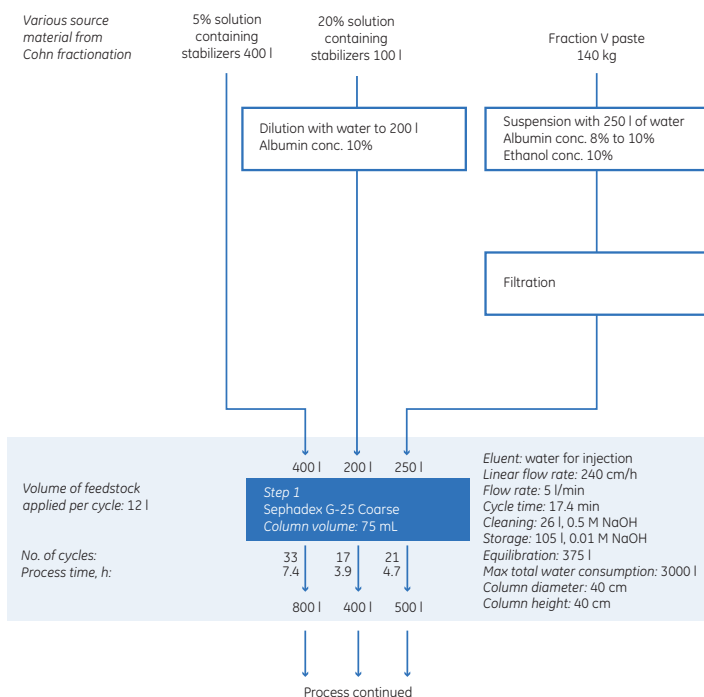 Various source
material from
Cohn fractionation
5% solution
containing
stabilizers 400 l
20% solution
containing
stabilizers 100 l
Fraction V paste
140 kg
Dilution with water to 200 l
Albumin conc. 10%
Suspension with 250 l of water
Albumin conc. 8% to 10%
Ethanol conc. 10%
Filtration
Volume of feedstock
applied per cycle: 12 l
400 l 200 l 250 l
Step 1
Sephadex G-25 Coarse
Column volume: 75 mL
Eluent: water for injection
Linear flow rate: 240 cm/h
Flow rate: 5 l/min
Cycle time: 17.4 min
Cleaning: 26 l, 0.5 M NaOH
Storage: 105 l, 0.01 M NaOH
Equilibration: 375 l
Max total water consumption: 3000 l
Column diameter: 40 cm
Column height: 40 cm
No. of cycles: 33 17 21
Process time, h: 7.4 3.9 4.7
800 l 400 l 500 l
Process continued